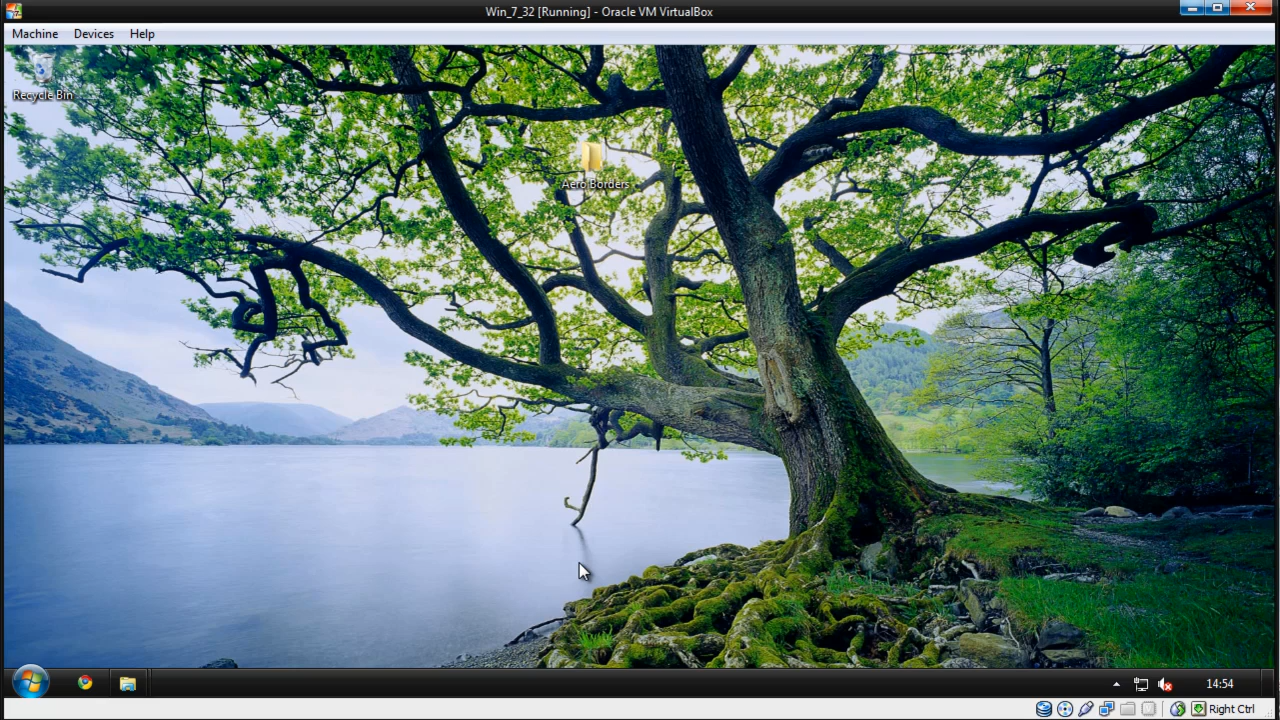 Win_7_32 [Running] - Oracle VM VirtualBox
Machine Devices Help
Recycle Bin
Aero Borders
14:54
Right Ctrl